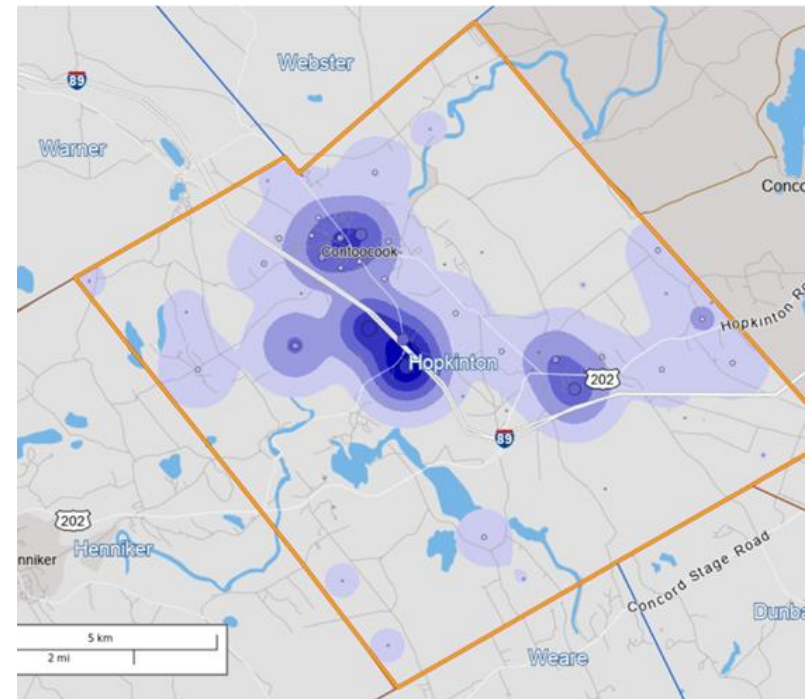 Webster
89
Warner
Conco
Contoocook
Hopkinton Ro
Hopkinton
202
89
202
Henniker
nniker
Concord Stage Road
Dunba
5 km
2 mi
Weare